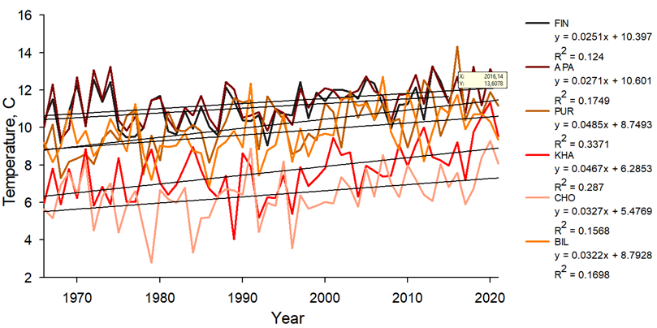 16
14
12
10
8
6
4
2
Temperature, C
1970 1980 1990 2000 2010 2020
Year
X: 2016,14
Y: 13,6078
FIN
y = 0.0251x + 10.397
R2 = 0.124
APA
y = 0.0271x + 10.601
R2 = 0.1749
PUR
y = 0.0485x + 8.7493
R2 = 0.3371
KHA
y = 0.0467x + 6.2853
R2 = 0.287
CHO
y = 0.0327x + 5.4769
R2 = 0.1568
BIL
y = 0.0322x + 8.7928
R2 = 0.1698